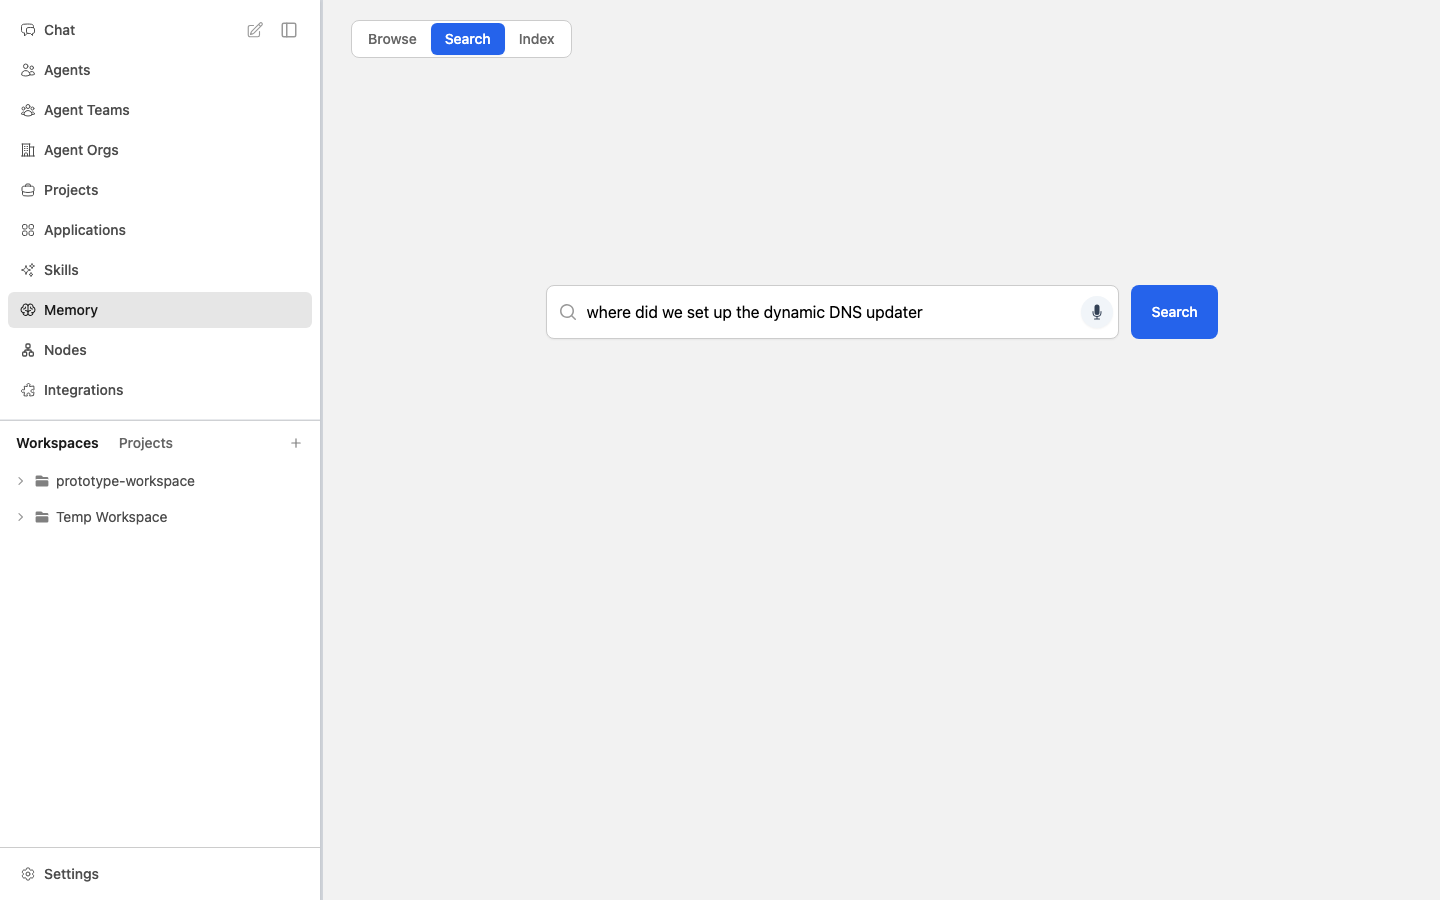 Chat
Agents
Agent Teams
Agent Orgs
Projects
Applications
Skills
Memory
Nodes
Integrations
Workspaces Projects
prototype-workspace
Temp Workspace
Settings
Browse Search Index
where did we set up the dynamic DNS updater Search